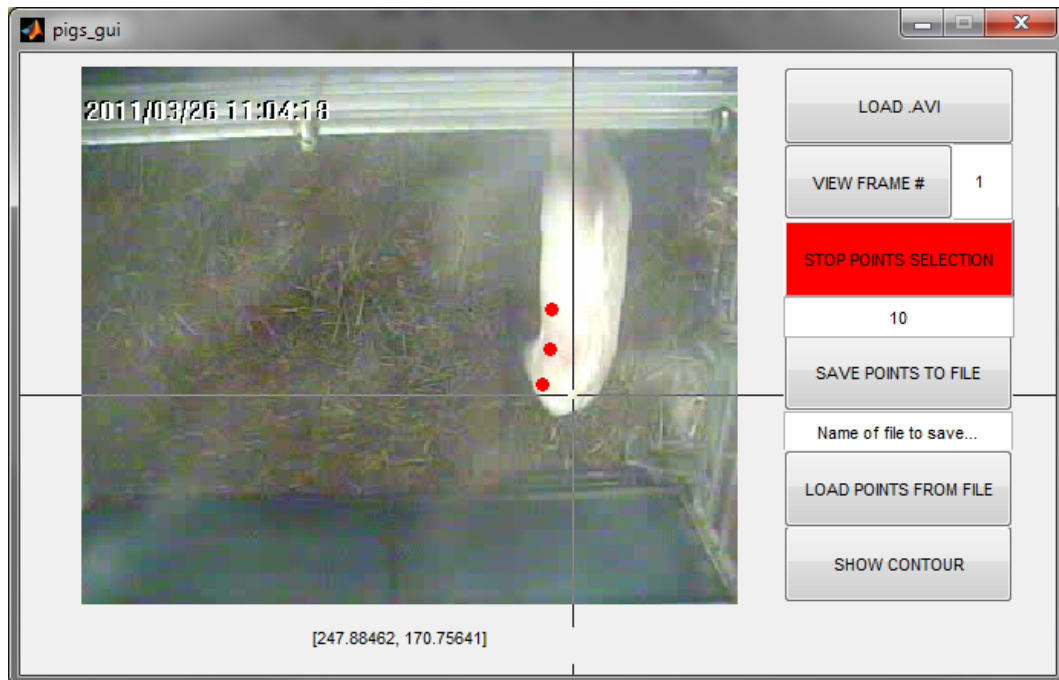 pigs_gui
2011/03/26 11:04:18
LOAD .AVI
VIEW FRAME #
1
STOP POINTS SELECTION
10
SAVE POINTS TO FILE
Name of file to save...
LOAD POINTS FROM FILE
SHOW CONTOUR
[247.88462, 170.75641]